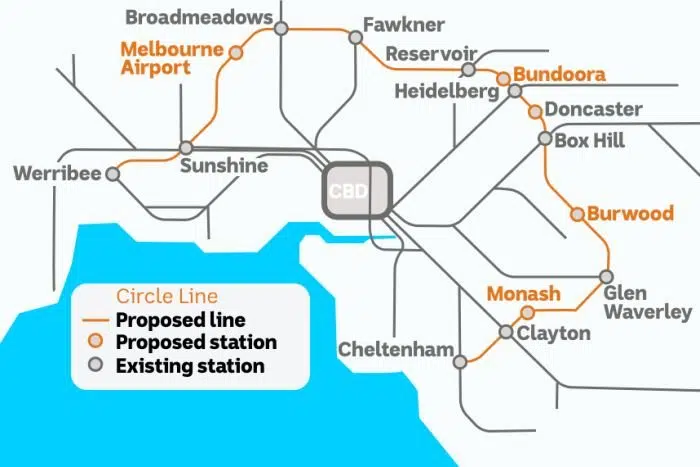 Broadmeadows
Fawkner
Melbourne
Airport
Reservoir
Bundoora
Heidelberg
Doncaster
Box Hill
Sunshine
Werribee
CBD
Burwood
Monash
Glen
Waverley
Clayton
Cheltenham
Circle Line
Proposed line
Proposed station
Existing station